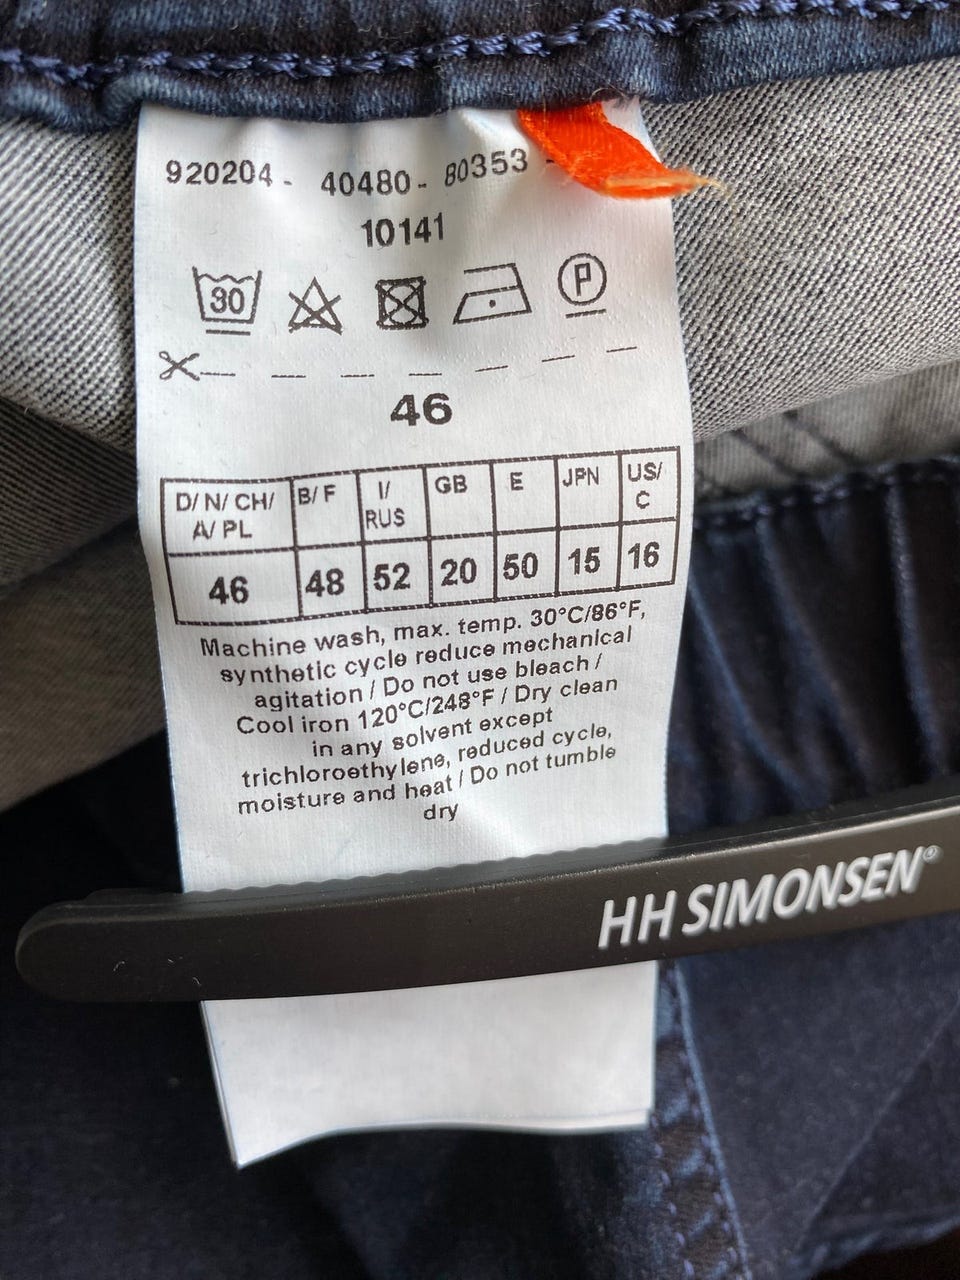 920204 - 40480 - 80353 -
10141
30 P
46
D/ N/ CH/ A/ PL B/ F I/ RUS GB E JPN US/ C
46 48 52 20 50 15 16
Machine wash, max. temp. 30°C/86°F,
synthetic cycle reduce mechanical
agitation / Do not use bleach /
Cool iron 120°C/248°F / Dry clean
in any solvent except
trichloroethylene, reduced cycle,
moisture and heat / Do not tumble
dry
HH SIMONSEN®